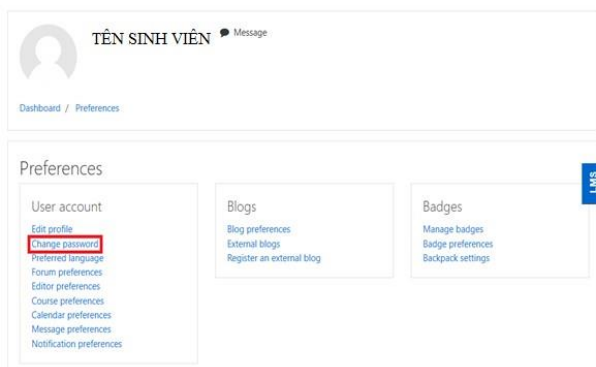 TÊN SINH VIÊN Message
Dashboard / Preferences
Preferences
LMS
User account
Edit profile
Change password
Preferred language
Forum preferences
Editor preferences
Course preferences
Calendar preferences
Message preferences
Notification preferences
Blogs
Blog preferences
External blogs
Register an external blog
Badges
Manage badges
Badge preferences
Backpack settings